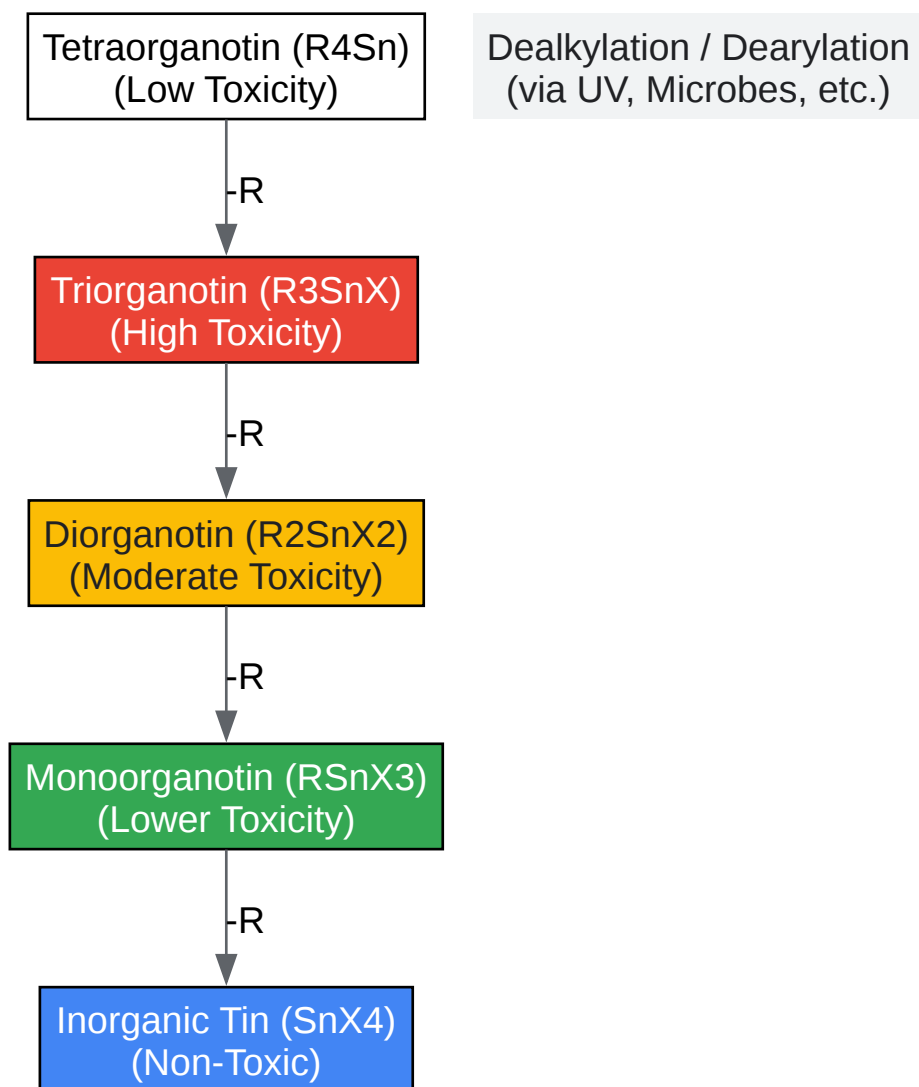 Tetraorganotin (R4Sn)
(Low Toxicity)
Dealkylation / Dearylation
(via UV, Microbes, etc.)
-R
Triorganotin (R3SnX)
(High Toxicity)
-R
Diorganotin (R2SnX2)
(Moderate Toxicity)
-R
Monoorganotin (RSnX3)
(Lower Toxicity)
-R
Inorganic Tin (SnX4)
(Non-Toxic)